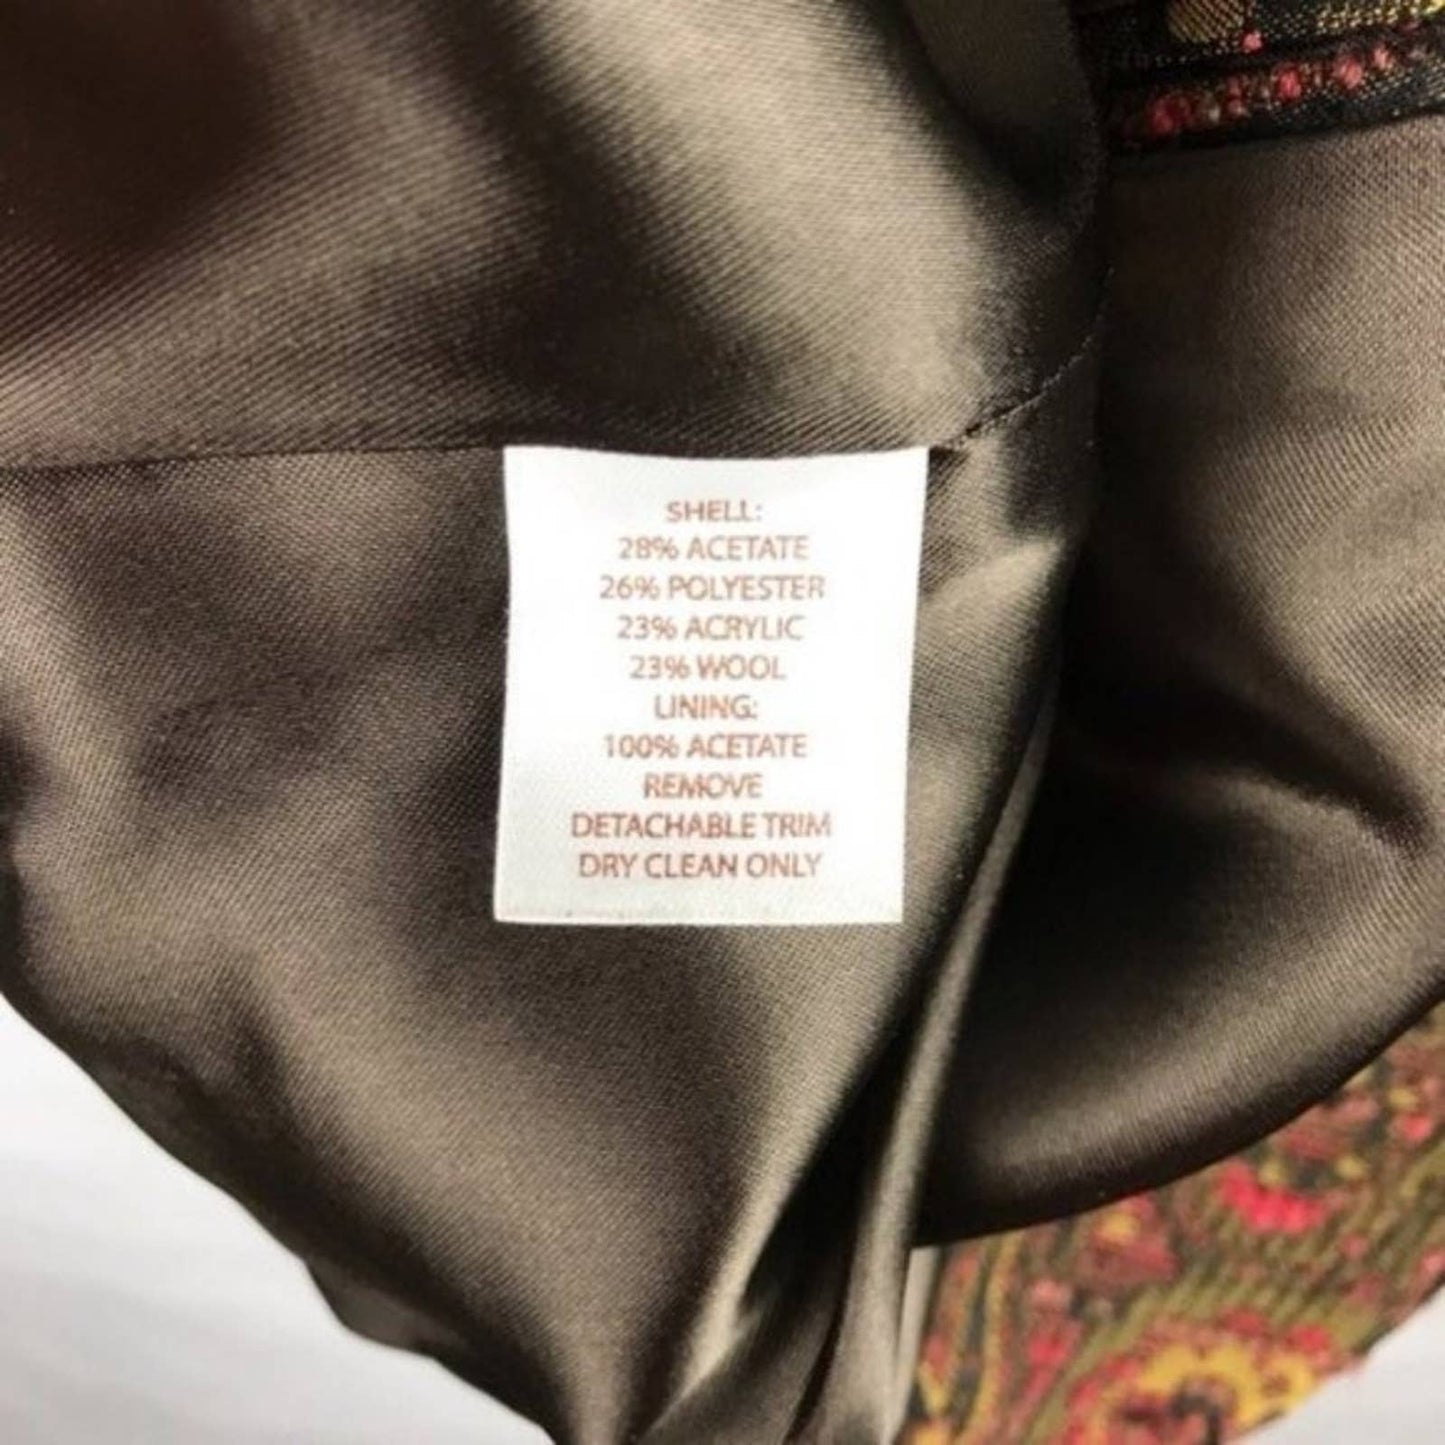 SHELL:
28% ACETATE
26% POLYESTER
23% ACRYLIC
23% WOOL
LINING:
100% ACETATE
REMOVE
DETACHABLE TRIM
DRY CLEAN ONLY